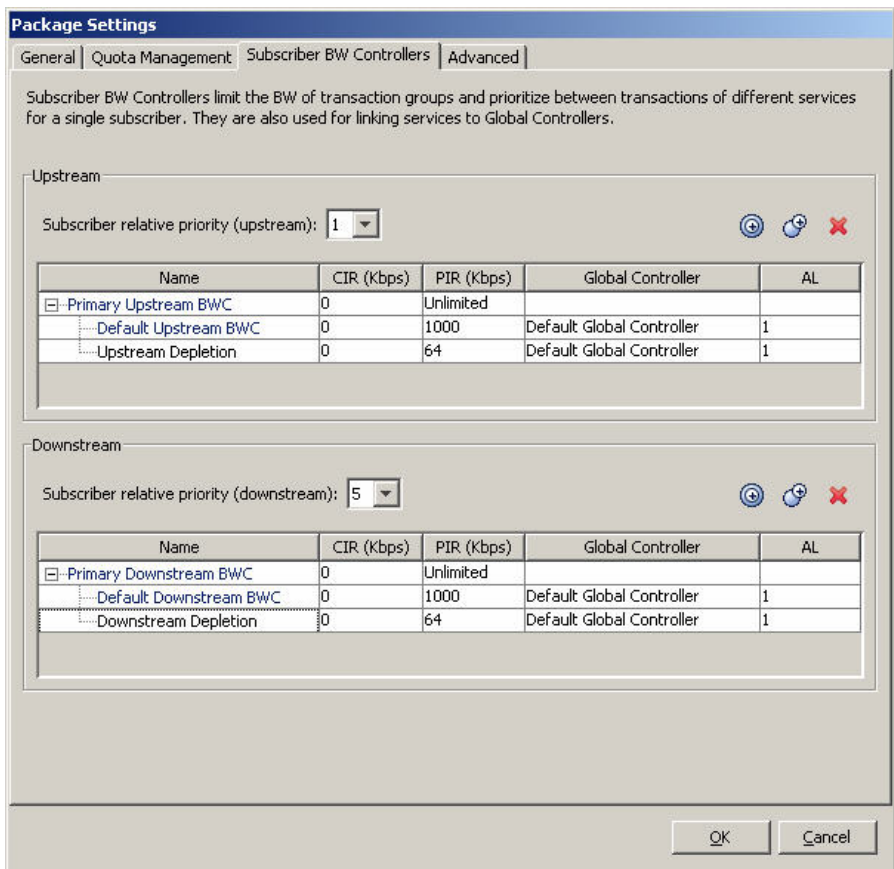 Package Settings
General Quota Management Subscriber BW Controllers Advanced
Subscriber BW Controllers limit the BW of transaction groups and prioritize between transactions of different services
for a single subscriber. They are also used for linking services to Global Controllers.
Upstream
Subscriber relative priority (upstream): 1
Name CIR (Kbps) PIR (Kbps) Global Controller AL
Primary Upstream BWC 0 Unlimited
Default Upstream BWC 0 1000 Default Global Controller 1
Upstream Depletion 0 64 Default Global Controller 1
Downstream
Subscriber relative priority (downstream): 5
Name CIR (Kbps) PIR (Kbps) Global Controller AL
Primary Downstream BWC 0 Unlimited
Default Downstream BWC 0 1000 Default Global Controller 1
Downstream Depletion 0 64 Default Global Controller 1
OK Cancel